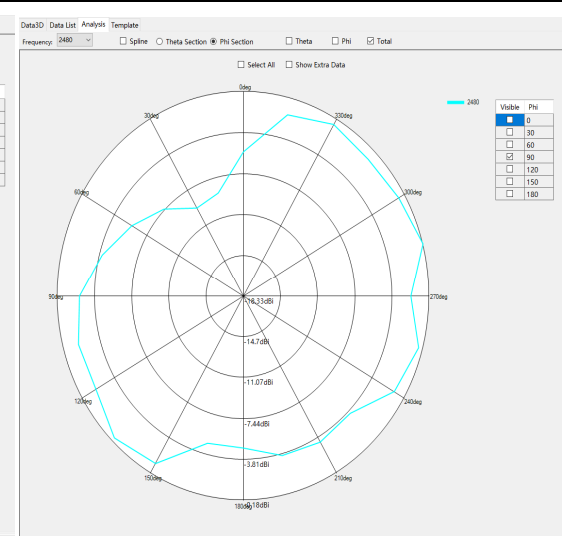 Data3D Data List Analysis Template
Frequency: 2480 Spline Theta Section Phi Section Theta Phi Total
Select All Show Extra Data
0deg
30deg
330deg
2480
Visible Phi
0
30
60
90
120
150
180
60deg
300deg
90deg
-18.33dBi
270deg
-14.7dBi
-11.07dBi
120deg
240deg
-7.44dBi
-3.81dBi
150deg
210deg
180deg
-0.18dBi